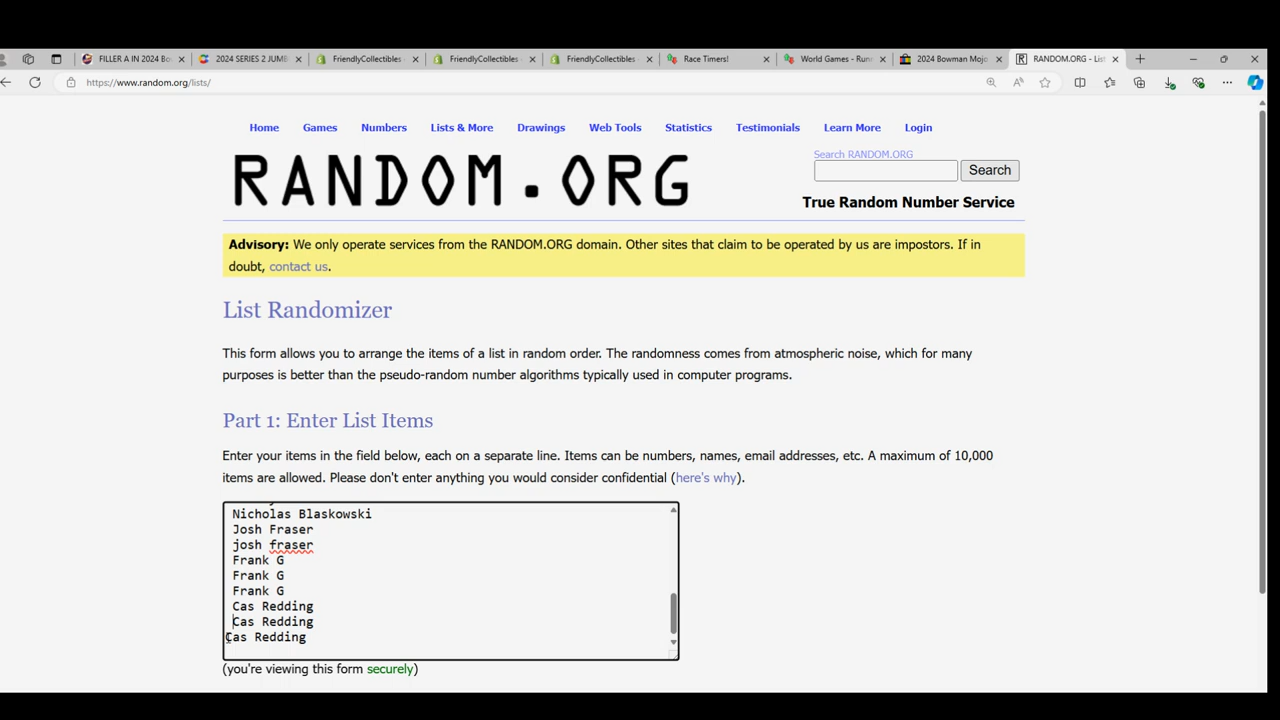 FILLER A IN 2024 Bo
2024 SERIES 2 JUMB
FriendlyCollectibles
FriendlyCollectibles
FriendlyCollectibles
Race Timers!
World Games - Runn
2024 Bowman Mojo
RANDOM.ORG - List
https://www.random.org/lists/
Home Games Numbers Lists & More Drawings Web Tools Statistics Testimonials Learn More Login
RANDOM.ORG
Search RANDOM.ORG
Search
True Random Number Service
Advisory: We only operate services from the RANDOM.ORG domain. Other sites that claim to be operated by us are impostors. If in
doubt, contact us.
List Randomizer
This form allows you to arrange the items of a list in random order. The randomness comes from atmospheric noise, which for many
purposes is better than the pseudo-random number algorithms typically used in computer programs.
Part 1: Enter List Items
Enter your items in the field below, each on a separate line. Items can be numbers, names, email addresses, etc. A maximum of 10,000
items are allowed. Please don't enter anything you would consider confidential (here's why).
Nicholas Blaskowski
Josh Fraser
josh fraser
Frank G
Frank G
Frank G
Cas Redding
Cas Redding
Cas Redding
(you're viewing this form securely)